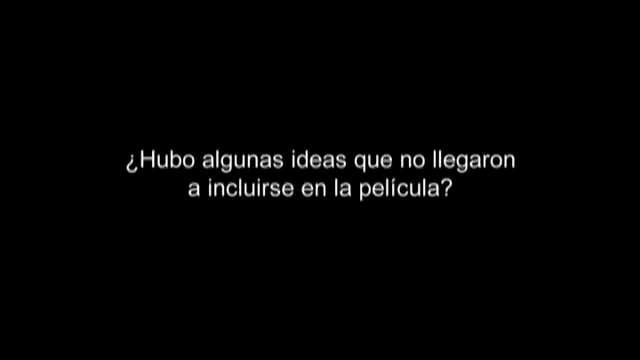 ¿Hubo algunas ideas que no llegaron
a incluirse en la película?